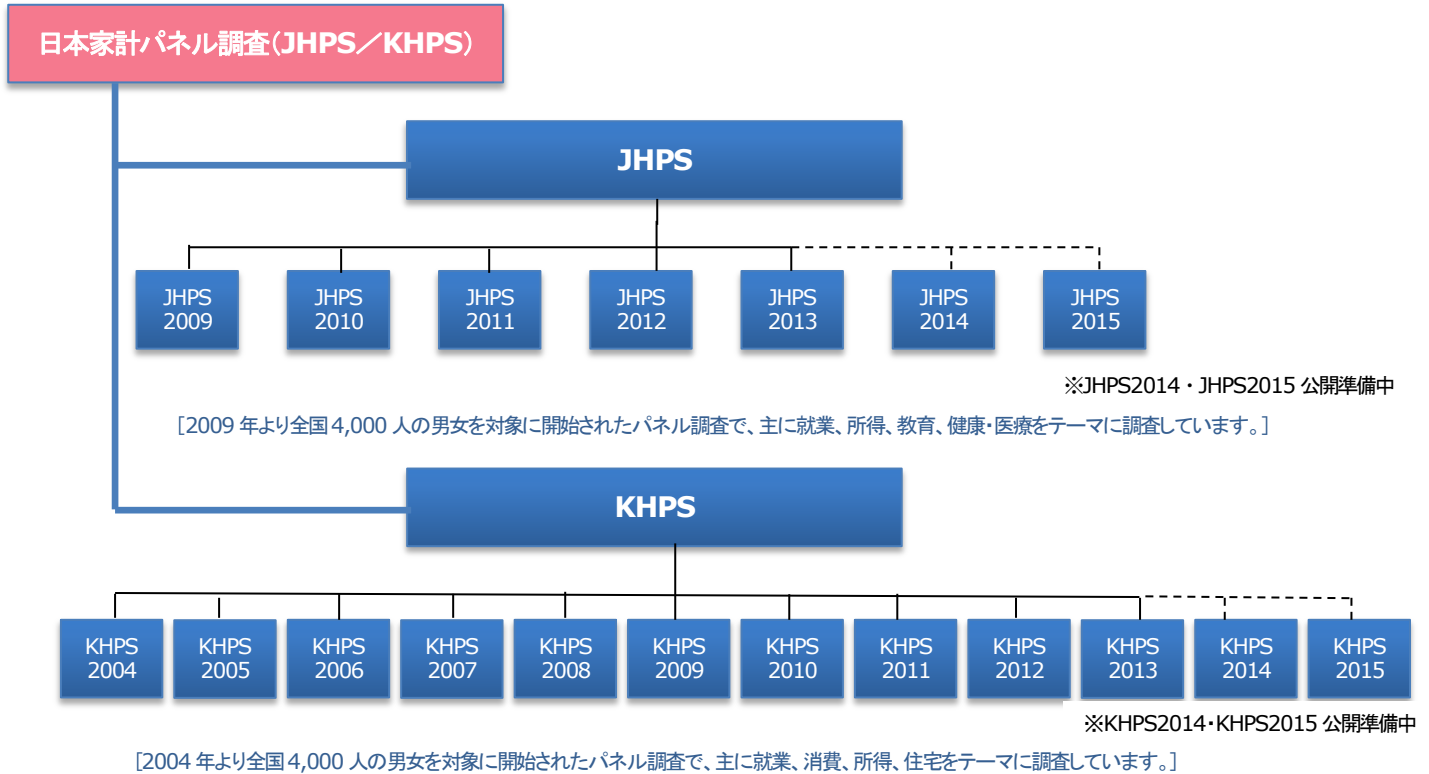 日本家計パネル調査（JHPS／KHPS）
JHPS
JHPS
2009
JHPS
2010
JHPS
2011
JHPS
2012
JHPS
2013
JHPS
2014
JHPS
2015
※JHPS2014・JHPS2015 公開準備中
［2009 年より全国 4,000 人の男女を対象に開始されたパネル調査で、主に就業、所得、教育、健康・医療をテーマに調査しています。］
KHPS
KHPS
2004
KHPS
2005
KHPS
2006
KHPS
2007
KHPS
2008
KHPS
2009
KHPS
2010
KHPS
2011
KHPS
2012
KHPS
2013
KHPS
2014
KHPS
2015
※KHPS2014・KHPS2015 公開準備中
［2004 年より全国 4,000 人の男女を対象に開始されたパネル調査で、主に就業、消費、所得、住宅をテーマに調査しています。］